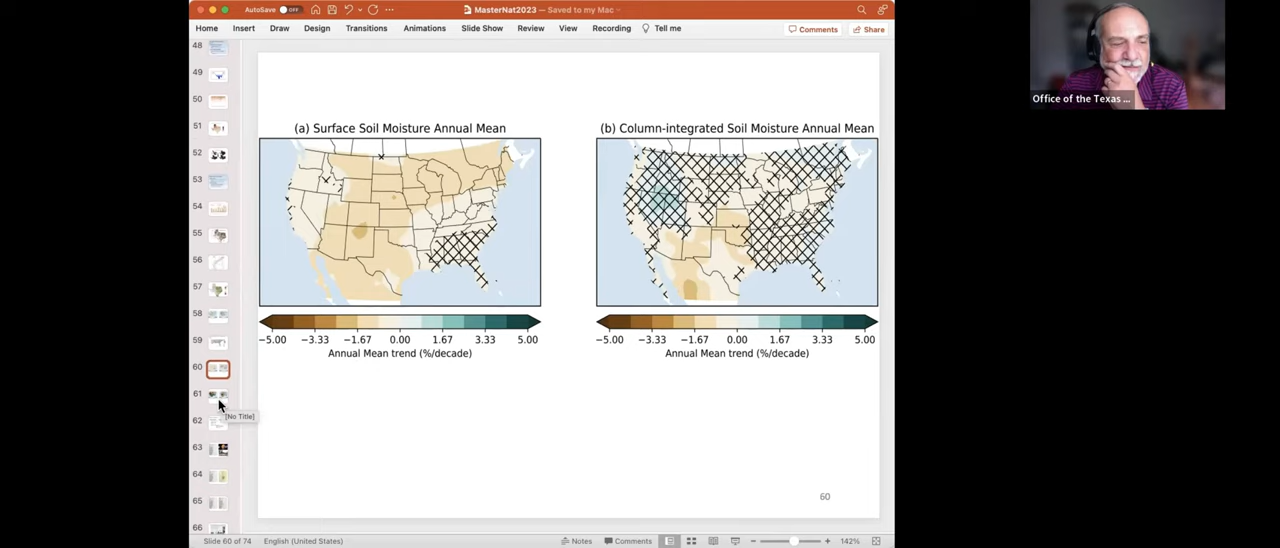 AutoSave OFF
MasterNat2023 — Saved to my Mac
Home Insert Draw Design Transitions Animations Slide Show Review View Recording Tell me
Comments Share
Office of the Texas ...
48
49
50
51
52
53
54
55
56
57
58
59
60
61
62
63
64
65
66
[No Title]
(a) Surface Soil Moisture Annual Mean
−5.00 −3.33 −1.67 0.00 1.67 3.33 5.00
Annual Mean trend (%/decade)
(b) Column-integrated Soil Moisture Annual Mean
−5.00 −3.33 −1.67 0.00 1.67 3.33 5.00
Annual Mean trend (%/decade)
60
Slide 60 of 74 English (United States)
Notes Comments 142%